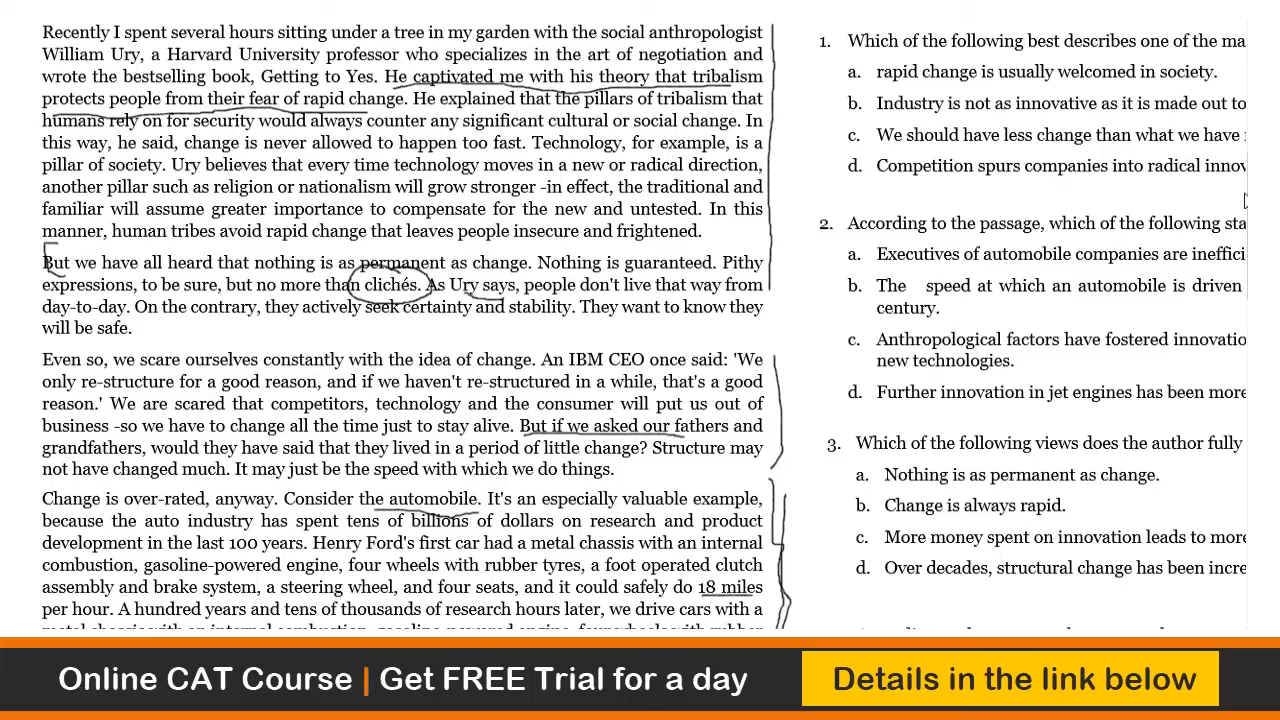 Recently I spent several hours sitting under a tree in my garden with the social anthropologist
William Ury, a Harvard University professor who specializes in the art of negotiation and
wrote the bestselling book, Getting to Yes. He captivated me with his theory that tribalism
protects people from their fear of rapid change. He explained that the pillars of tribalism that
humans rely on for security would always counter any significant cultural or social change. In
this way, he said, change is never allowed to happen too fast. Technology, for example, is a
pillar of society. Ury believes that every time technology moves in a new or radical direction,
another pillar such as religion or nationalism will grow stronger -in effect, the traditional and
familiar will assume greater importance to compensate for the new and untested. In this
manner, human tribes avoid rapid change that leaves people insecure and frightened.
But we have all heard that nothing is as permanent as change. Nothing is guaranteed. Pithy
expressions, to be sure, but no more than clichés. As Ury says, people don't live that way from
day-to-day. On the contrary, they actively seek certainty and stability. They want to know they
will be safe.
Even so, we scare ourselves constantly with the idea of change. An IBM CEO once said: 'We
only re-structure for a good reason, and if we haven't re-structured in a while, that's a good
reason.' We are scared that competitors, technology and the consumer will put us out of
business -so we have to change all the time just to stay alive. But if we asked our fathers and
grandfathers, would they have said that they lived in a period of little change? Structure may
not have changed much. It may just be the speed with which we do things.
Change is over-rated, anyway. Consider the automobile. It's an especially valuable example,
because the auto industry has spent tens of billions of dollars on research and product
development in the last 100 years. Henry Ford's first car had a metal chassis with an internal
combustion, gasoline-powered engine, four wheels with rubber tyres, a foot operated clutch
assembly and brake system, a steering wheel, and four seats, and it could safely do 18 miles
per hour. A hundred years and tens of thousands of research hours later, we drive cars with a
1. Which of the following best describes one of the ma
a. rapid change is usually welcomed in society.
b. Industry is not as innovative as it is made out to
c. We should have less change than what we have
d. Competition spurs companies into radical innov
2. According to the passage, which of the following sta
a. Executives of automobile companies are ineffici
b. The speed at which an automobile is driven
century.
c. Anthropological factors have fostered innovatio
new technologies.
d. Further innovation in jet engines has been more
3. Which of the following views does the author fully
a. Nothing is as permanent as change.
b. Change is always rapid.
c. More money spent on innovation leads to more
d. Over decades, structural change has been incre
Online CAT Course | Get FREE Trial for a day
Details in the link below